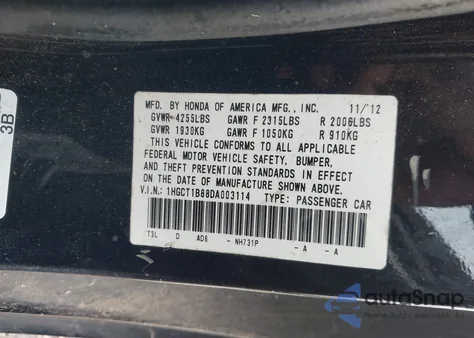 3B
MFD. BY HONDA OF AMERICA MFG., INC. 11/'12
GVWR 4255LBS GAWR F 2315LBS R 2006LBS
GVWR 1930KG GAWR F 1050KG R 910KG
THIS VEHICLE CONFORMS TO ALL APPLICABLE
FEDERAL MOTOR VEHICLE SAFETY, BUMPER,
AND THEFT PREVENTION STANDARDS IN EFFECT
ON THE DATE OF MANUFACTURE SHOWN ABOVE.
V.I.N.: 1HGCT1B88DA003114 TYPE: PASSENGER CAR
T3L D AD6 - NH731P - A - A
autoSnap